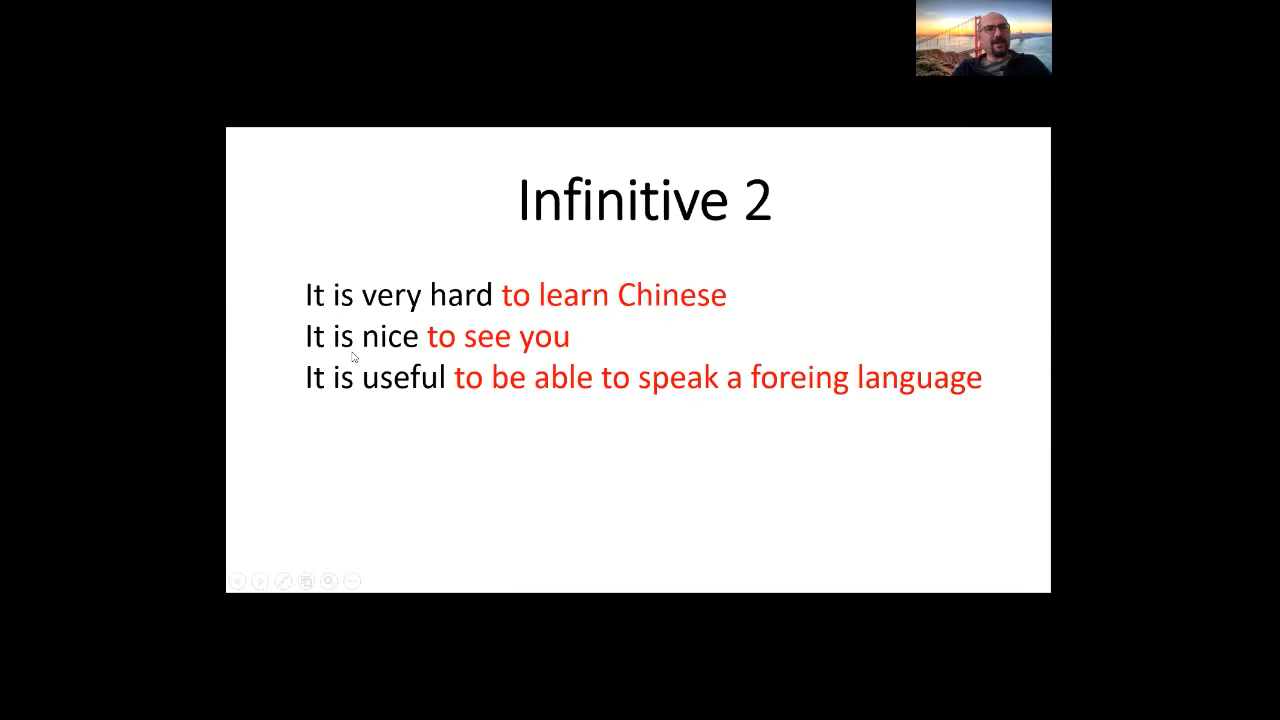 Infinitive 2
It is very hard to learn Chinese
It is nice to see you
It is useful to be able to speak a foreing language